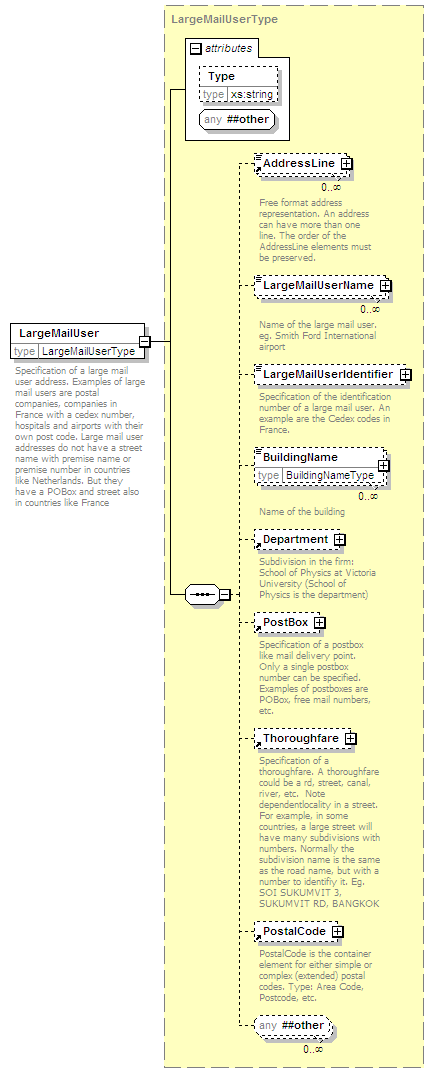 LargeMailUserType
attributes
Type
type xs:string
any ##other
AddressLine
0..∞
Free format address
representation. An address
can have more than one
line. The order of the
AddressLine elements must
be preserved.
LargeMailUserName
0..∞
Name of the large mail user.
eg. Smith Ford International
airport
LargeMailUser
type LargeMailUserType
Specification of a large mail
user address. Examples of large
mail users are postal
companies, companies in
France with a cedex number,
hospitals and airports with their
own post code. Large mail user
addresses do not have a street
name with premise name or
premise number in countries
like Netherlands. But they
have a POBox and street also
in countries like France
LargeMailUserIdentifier
Specification of the identification
number of a large mail user. An
example are the Cedex codes in
France.
BuildingName
type BuildingNameType
0..∞
Name of the building
Department
Subdivision in the firm:
School of Physics at Victoria
University (School of
Physics is the department)
PostBox
Specification of a postbox
like mail delivery point.
Only a single postbox
number can be specified.
Examples of postboxes are
POBox, free mail numbers,
etc.
Thoroughfare
Specification of a
thoroughfare. A thoroughfare
could be a rd, street, canal,
river, etc.  Note
dependentlocality in a street.
For example, in some
countries, a large street will
have many subdivisions with
numbers. Normally the
subdivision name is the same
as the road name, but with a
number to identifiy it. Eg.
SOI SUKUMVIT 3,
SUKUMVIT RD, BANGKOK
PostalCode
PostalCode is the container
element for either simple or
complex (extended) postal
codes. Type: Area Code,
Postcode, etc.
any ##other
0..∞